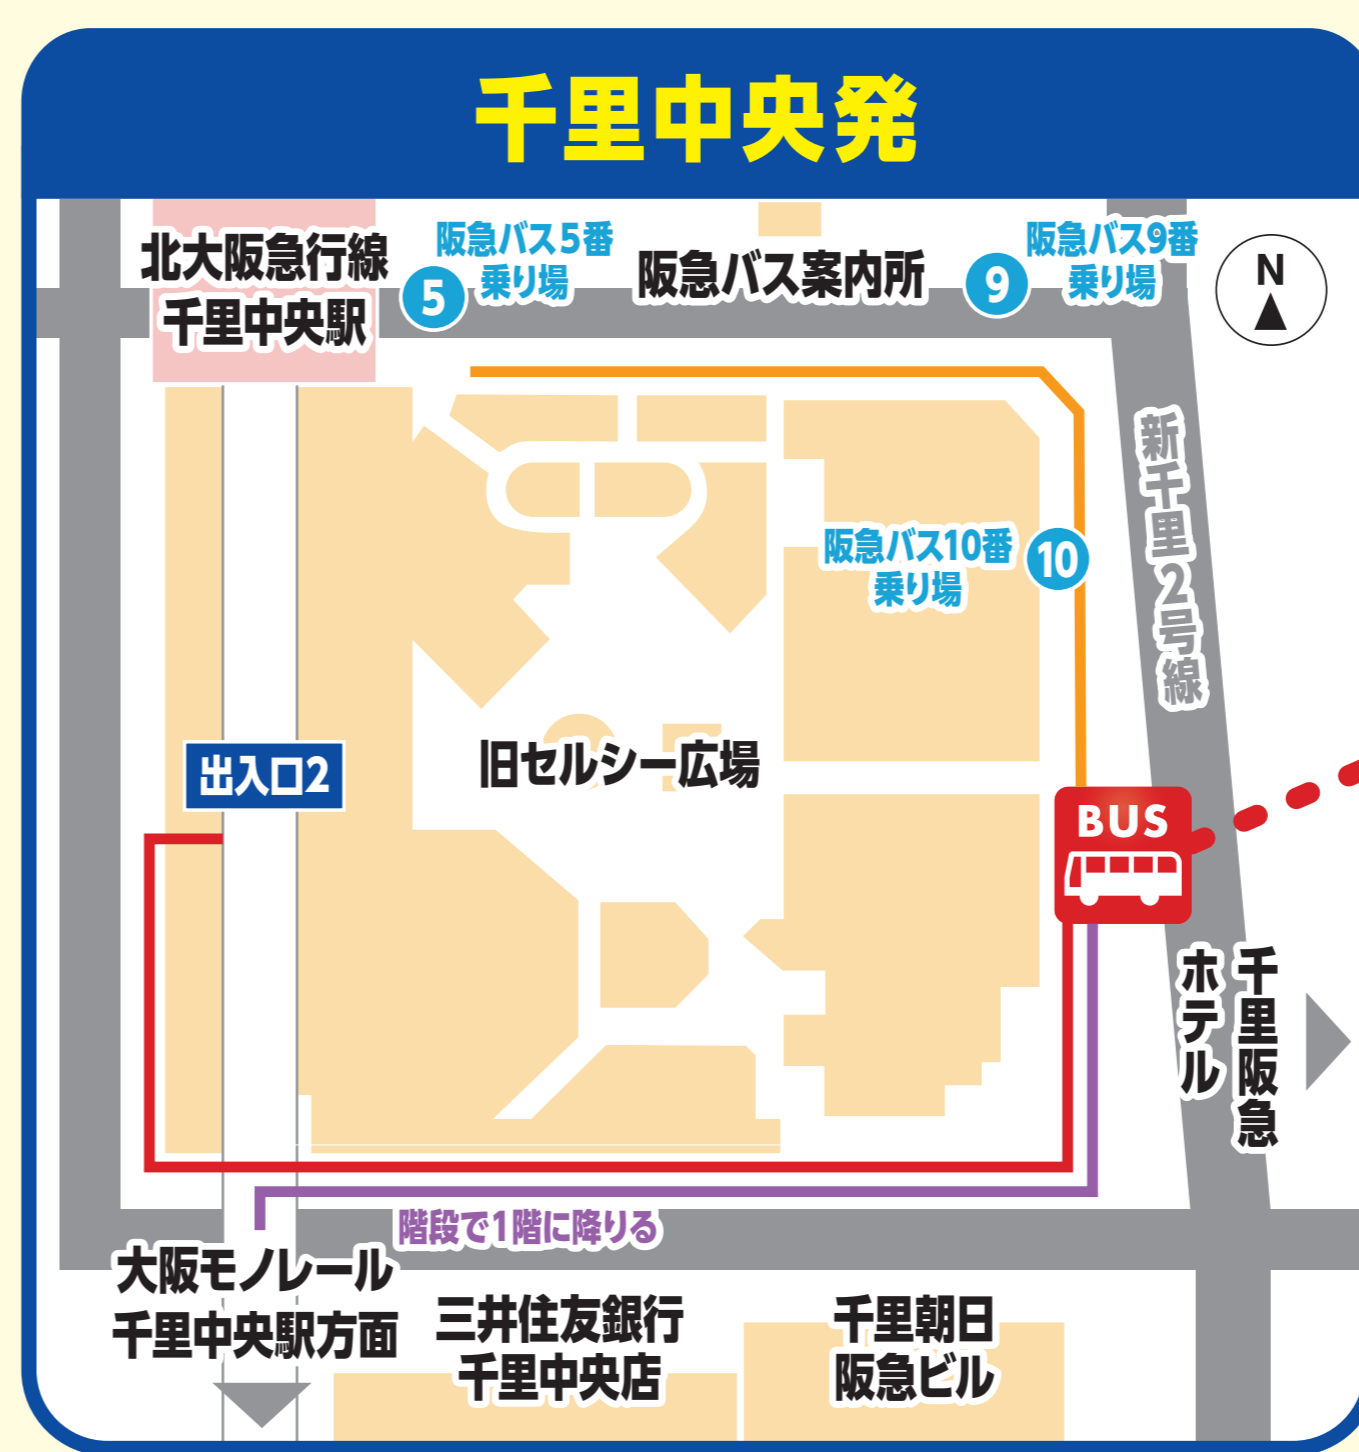 千里中央発
北大阪急行線
千里中央駅
阪急バス5番
乗り場
5
阪急バス案内所
9
阪急バス9番
乗り場
N
新千里2号線
阪急バス10番
乗り場
10
旧セルシー広場
出入口2
BUS
千里阪急
ホテル
階段で1階に降りる
大阪モノレール
千里中央駅方面
三井住友銀行
千里中央店
千里朝日
阪急ビル